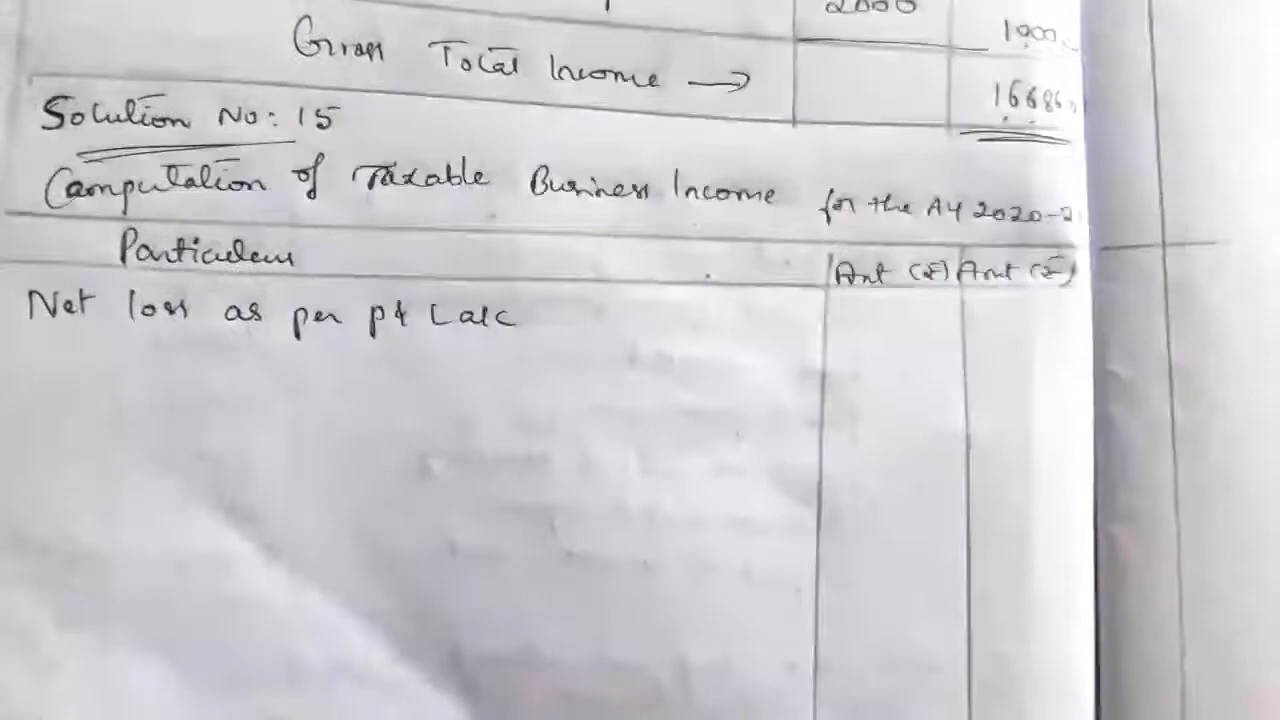 2000
1000
Gross Total Income →
16686
Solution No: 15
Computation of Taxable Business Income for the AY 2020-2
Particulars Amt (₹) Amt (₹)
Net loss as per P& L a/c